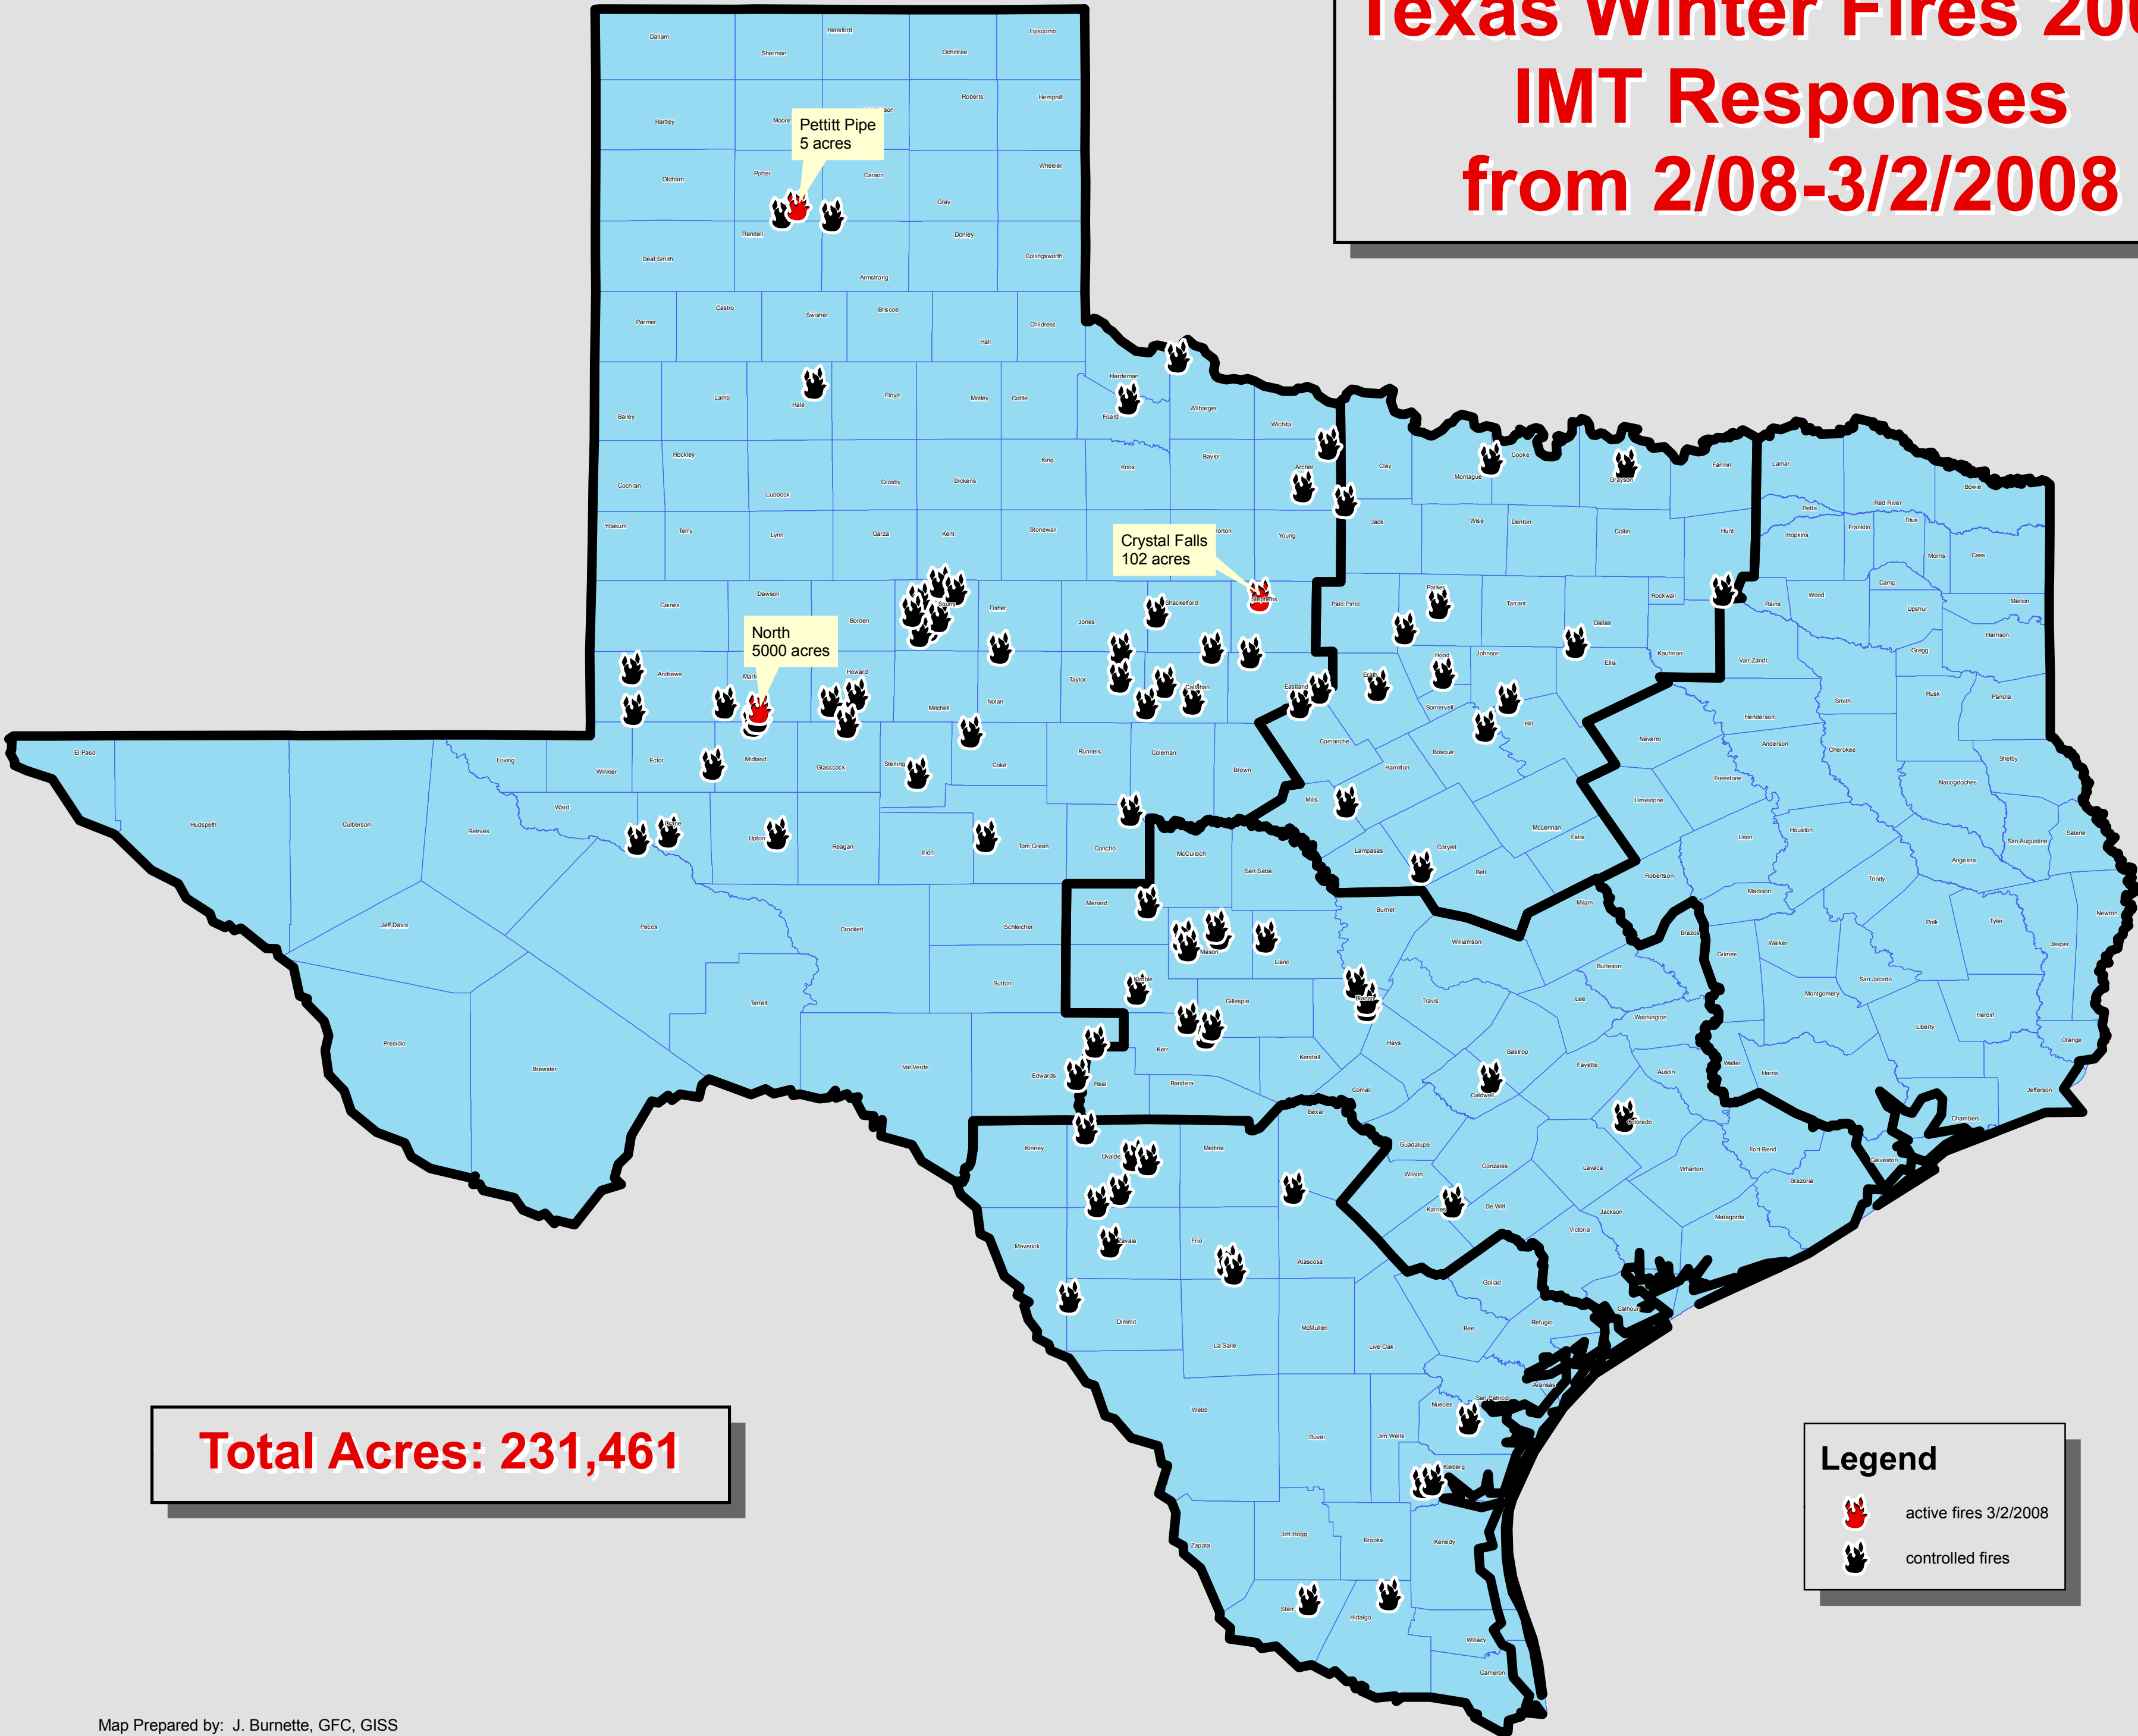 Texas Winter Fires 200
IMT Responses
from 2/08-3/2/2008
Dallam
Sherman
Hansford
Ochiltree
Lipscomb
Hartley
Moore
Roberts
Hemphill
Pettitt Pipe
5 acres
Oldham
Potter
Carson
Gray
Wheeler
Deaf Smith
Randall
Armstrong
Donley
Collingsworth
Parmer
Castro
Swisher
Briscoe
Hall
Childress
Bailey
Lamb
Hale
Floyd
Motley
Cottle
Hardeman
Foard
Wilbarger
Wichita
Cochran
Hockley
Lubbock
Crosby
Dickens
King
Knox
Baylor
Archer
Clay
Montague
Cooke
Grayson
Fannin
Lamar
Red River
Bowie
Yoakum
Terry
Lynn
Garza
Kent
Stonewall
Young
Jack
Wise
Denton
Collin
Hunt
Delta
Hopkins
Franklin
Titus
Morris
Cass
Crystal Falls
102 acres
Gaines
Dawson
Borden
Scurry
Fisher
Jones
Shackelford
Stephens
Palo Pinto
Parker
Tarrant
Dallas
Rockwall
Rains
Wood
Camp
Upshur
Marion
Harrison
North
5000 acres
Andrews
Howard
Mitchell
Nolan
Taylor
Callahan
Eastland
Erath
Hood
Somervell
Johnson
Ellis
Kaufman
Van Zandt
Smith
Gregg
Rusk
Panola
El Paso
Hudspeth
Culberson
Reeves
Loving
Winkler
Ector
Midland
Glasscock
Sterling
Coke
Runnels
Coleman
Brown
Comanche
Hamilton
Bosque
Hill
Navarro
Henderson
Anderson
Cherokee
Nacogdoches
Shelby
Ward
Crane
Upton
Reagan
Irion
Tom Green
Concho
McCulloch
San Saba
Mills
Lampasas
Coryell
Bell
McLennan
Falls
Limestone
Freestone
Leon
Houston
Angelina
San Augustine
Sabine
Jeff Davis
Pecos
Crockett
Schleicher
Menard
Mason
Llano
Burnet
Williamson
Milam
Robertson
Brazos
Madison
Grimes
Walker
Trinity
Polk
Tyler
Jasper
Newton
Presidio
Brewster
Terrell
Sutton
Kimble
Gillespie
Blanco
Travis
Burleson
Lee
Washington
Montgomery
San Jacinto
Liberty
Hardin
Orange
Val Verde
Edwards
Real
Kerr
Kendall
Bandera
Hays
Comal
Bexar
Caldwell
Bastrop
Fayette
Austin
Waller
Harris
Chambers
Jefferson
Kinney
Uvalde
Medina
Guadalupe
Wilson
Gonzales
Lavaca
Colorado
Wharton
Fort Bend
Galveston
Brazoria
Maverick
Zavala
Frio
Atascosa
Karnes
De Witt
Victoria
Jackson
Matagorda
Dimmit
La Salle
McMullen
Live Oak
Bee
Goliad
Refugio
Calhoun
Webb
Duval
Jim Wells
Nueces
San Patricio
Aransas
Kleberg
Zapata
Jim Hogg
Brooks
Kenedy
Starr
Hidalgo
Willacy
Cameron
Total Acres: 231,461
Legend
active fires 3/2/2008
controlled fires
Map Prepared by: J. Burnette, GFC, GISS